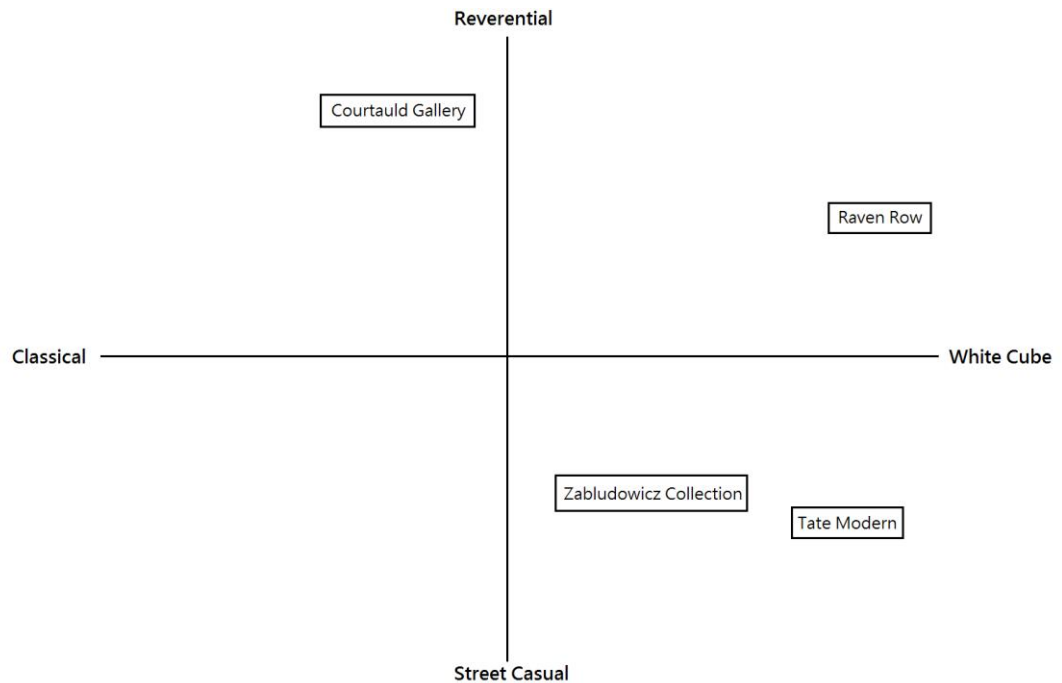 Reverential
Courtauld Gallery
Raven Row
Classical
White Cube
Zabludowicz Collection
Tate Modern
Street Casual